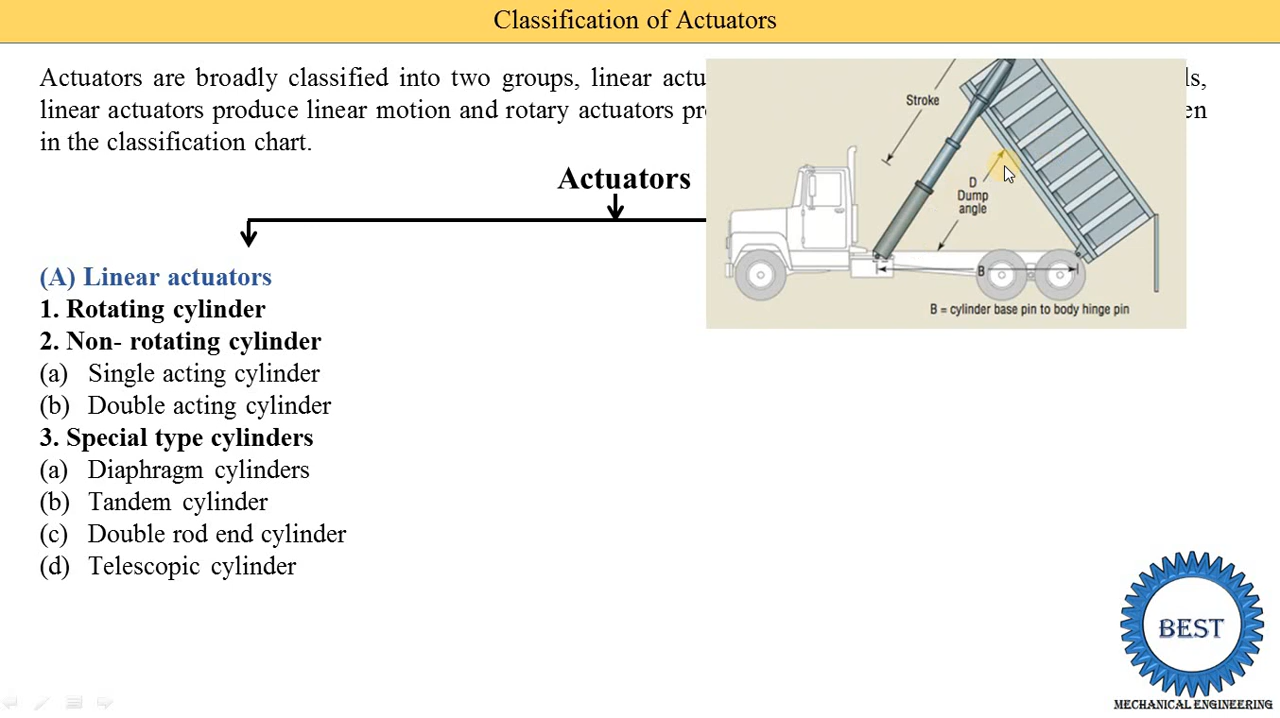 Classification of Actuators
Actuators are broadly classified into two groups, linear actu ls,
linear actuators produce linear motion and rotary actuators pr en
in the classification chart.
Actuators
(A) Linear actuators
1. Rotating cylinder
2. Non- rotating cylinder
(a) Single acting cylinder
(b) Double acting cylinder
3. Special type cylinders
(a) Diaphragm cylinders
(b) Tandem cylinder
(c) Double rod end cylinder
(d) Telescopic cylinder
Stroke
D
Dump
angle
B
B = cylinder base pin to body hinge pin
BEST
MECHANICAL ENGINEERING